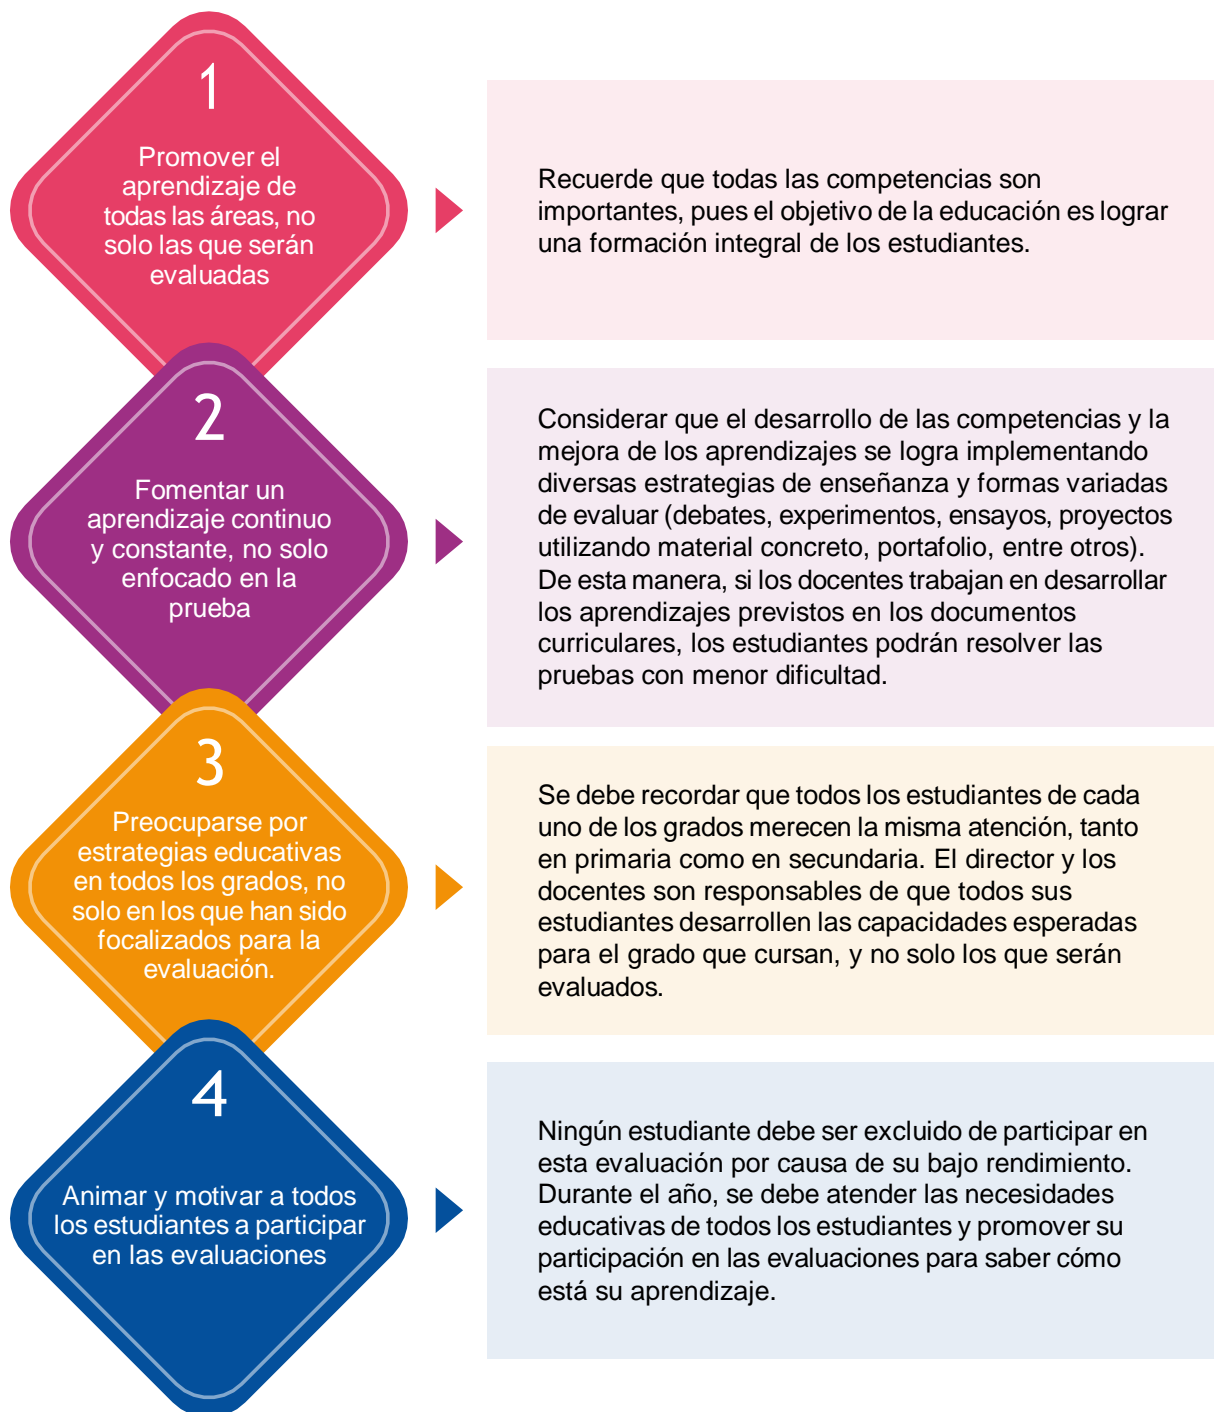 1
Promover el
aprendizaje de
todas las áreas, no
solo las que serán
evaluadas
Recuerde que todas las competencias son
importantes, pues el objetivo de la educación es lograr
una formación integral de los estudiantes.
2
Fomentar un
aprendizaje continuo
y constante, no solo
enfocado en la
prueba
Considerar que el desarrollo de las competencias y la
mejora de los aprendizajes se logra implementando
diversas estrategias de enseñanza y formas variadas
de evaluar (debates, experimentos, ensayos, proyectos
utilizando material concreto, portafolio, entre otros).
De esta manera, si los docentes trabajan en desarrollar
los aprendizajes previstos en los documentos
curriculares, los estudiantes podrán resolver las
pruebas con menor dificultad.
3
Preocuparse por
estrategias educativas
en todos los grados, no
solo en los que han sido
focalizados para la
evaluación.
Se debe recordar que todos los estudiantes de cada
uno de los grados merecen la misma atención, tanto
en primaria como en secundaria. El director y los
docentes son responsables de que todos sus
estudiantes desarrollen las capacidades esperadas
para el grado que cursan, y no solo los que serán
evaluados.
4
Animar y motivar a todos
los estudiantes a participar
en las evaluaciones
Ningún estudiante debe ser excluido de participar en
esta evaluación por causa de su bajo rendimiento.
Durante el año, se debe atender las necesidades
educativas de todos los estudiantes y promover su
participación en las evaluaciones para saber cómo
está su aprendizaje.